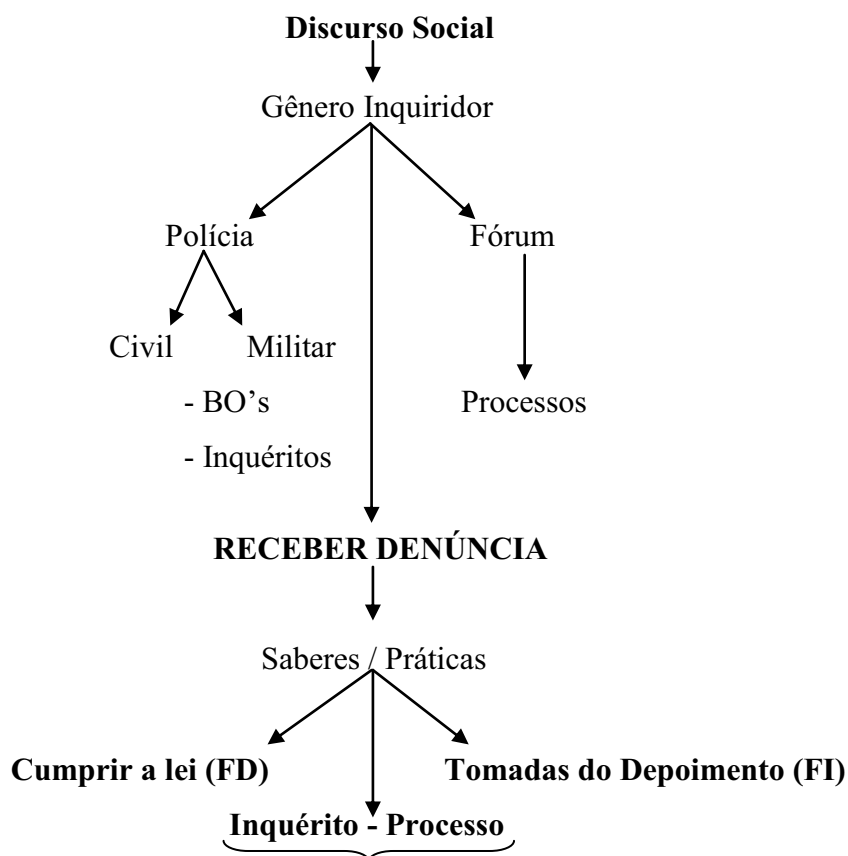 Discurso Social
Gênero Inquiridor
Polícia Fórum
Civil Militar
- BO’s Processos
- Inquéritos
RECEBER DENÚNCIA
Saberes / Práticas
Cumprir a lei (FD) Tomadas do Depoimento (FI)
Inquérito - Processo